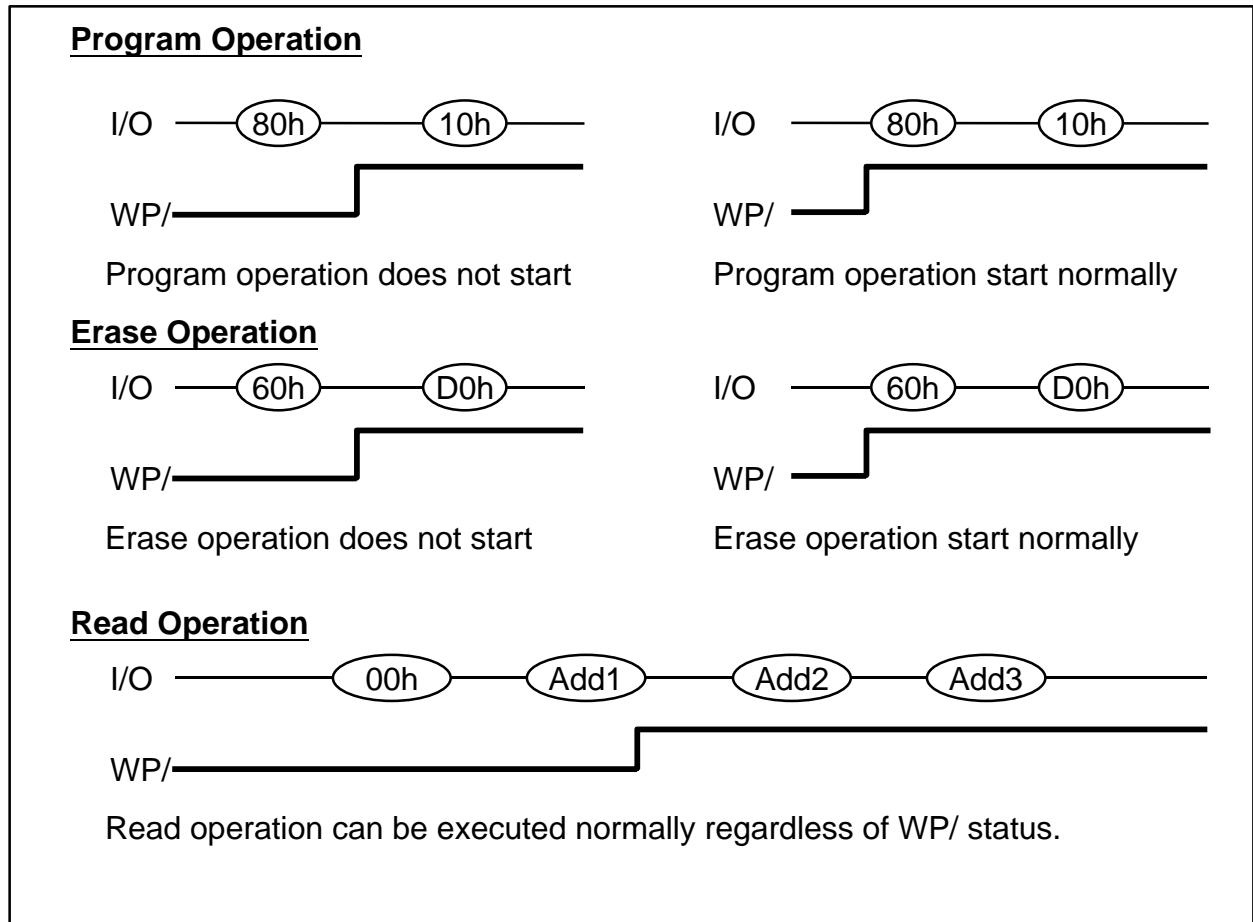 Program Operation
I/O 80h 10h I/O 80h 10h
WP/ WP/
Program operation does not start Program operation start normally
Erase Operation
I/O 60h D0h I/O 60h D0h
WP/ WP/
Erase operation does not start Erase operation start normally
Read Operation
I/O 00h Add1 Add2 Add3
WP/
Read operation can be executed normally regardless of WP/ status.